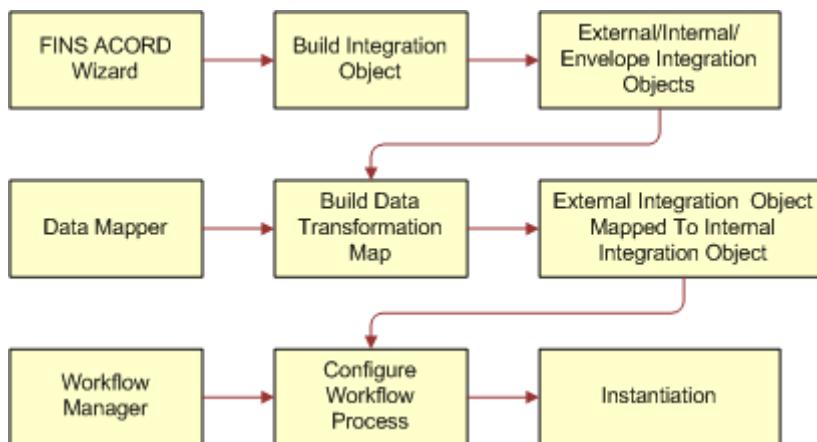 FINS ACORD
Wizard
Build Integration
Object
External/Internal/
Envelope Integration
Objects
Data Mapper
Build Data
Transformation
Map
External Integration Object
Mapped To Internal
Integration Object
Workflow
Manager
Configure
Workflow
Process
Instantiation